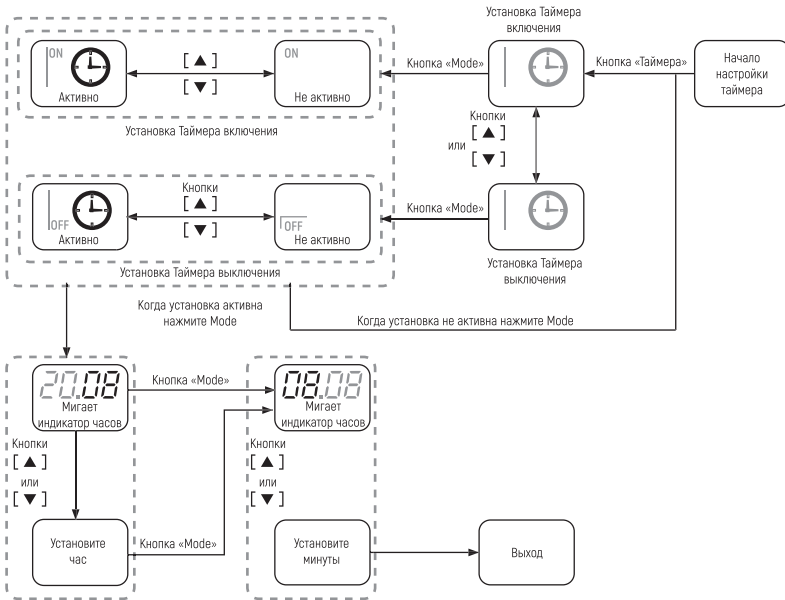 Установка Таймера
включения
Начало
настройки
таймера
Кнопка «Таймера»
Кнопка «Mode»
ON
Активно
[▲]
[▼]
ON
Не активно
Установка Таймера включения
Кнопки
[▲]
или
[▼]
OFF
Активно
Кнопки
[▲]
[▼]
OFF
Не активно
Кнопка «Mode»
Установка Таймера
выключения
Установка Таймера выключения
Когда установка активна
нажмите Mode
Когда установка не активна нажмите Mode
20.08
Мигает
индикатор часов
Кнопка «Mode»
08.08
Мигает
индикатор часов
Кнопки
[▲]
или
[▼]
Кнопки
[▲]
или
[▼]
Установите
час
Кнопка «Mode»
Установите
минуты
Выход